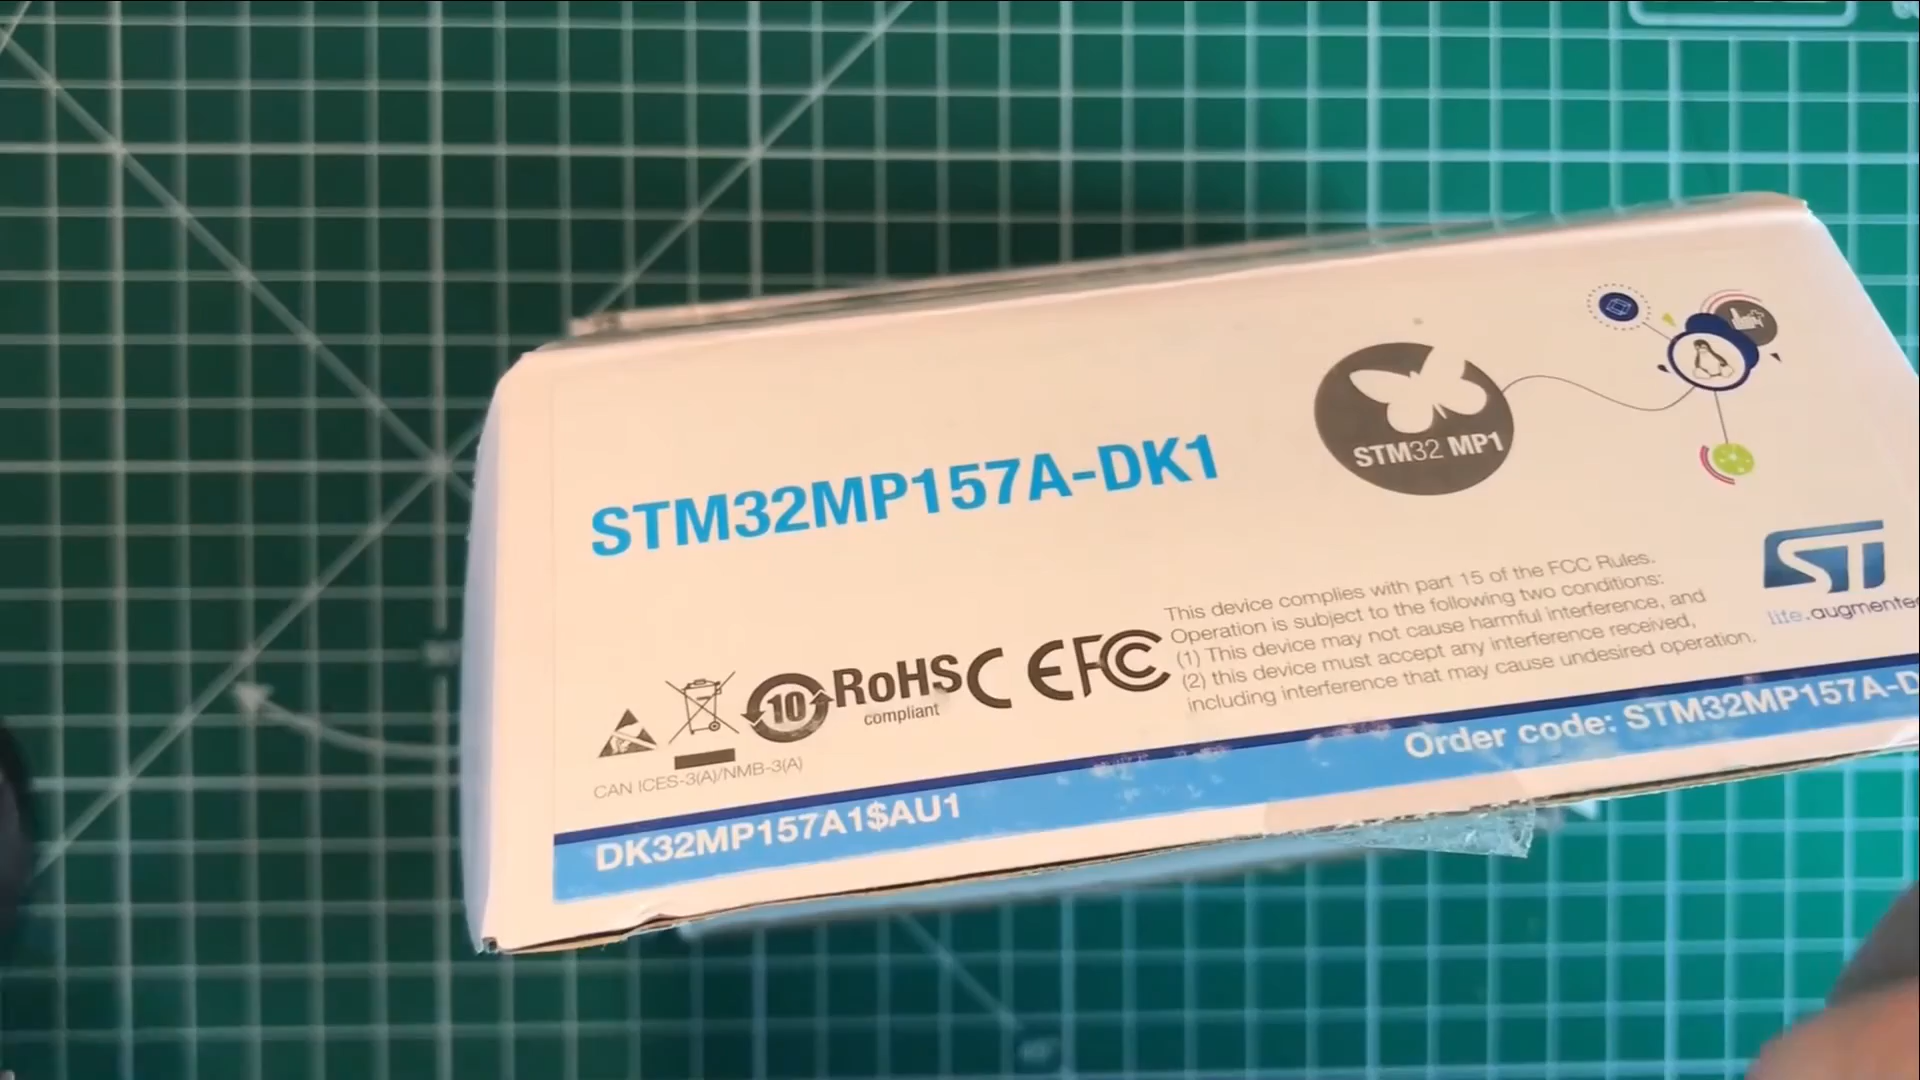 STM32MP157A-DK1
STM32 MP1
This device complies with part 15 of the FCC Rules.
Operation is subject to the following two conditions:
(1) This device may not cause harmful interference, and
(2) this device must accept any interference received,
including interference that may cause undesired operation.
ST
life.augmented
10
RoHS
compliant
CE FC
CAN ICES-3(A)/NMB-3(A)
DK32MP157A1$AU1
Order code: STM32MP157A-D